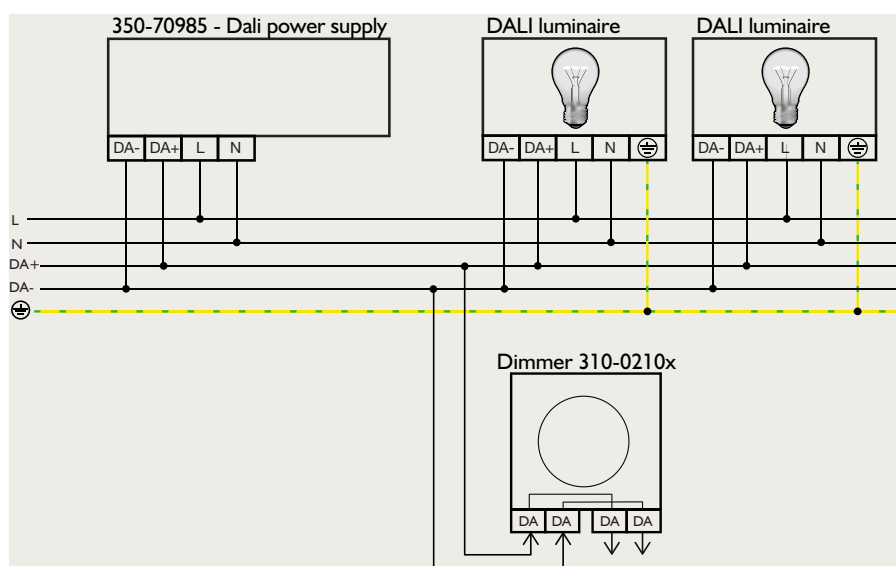 350-70985 - Dali power supply
DALI luminaire
DALI luminaire
DA- DA+ L N
DA- DA+ L N
DA- DA+ L N
L
N
DA+
DA-
Dimmer 310-0210x
DA DA DA DA